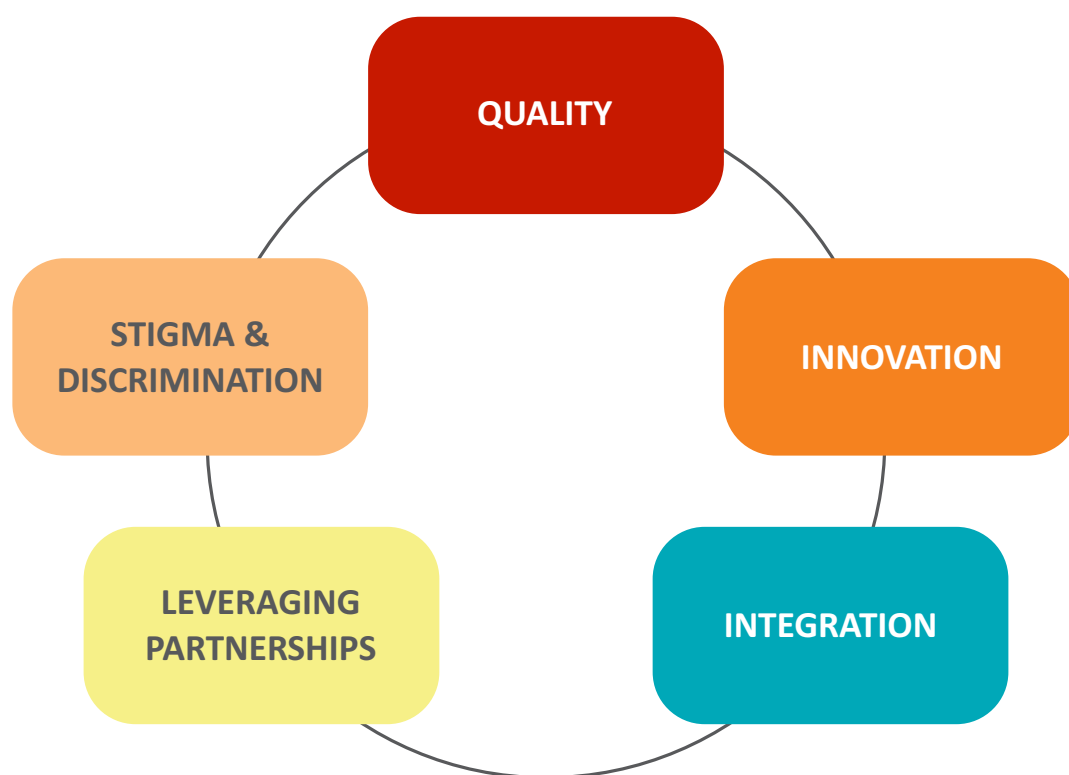 QUALITY
INNOVATION
INTEGRATION
LEVERAGING
PARTNERSHIPS
STIGMA &
DISCRIMINATION